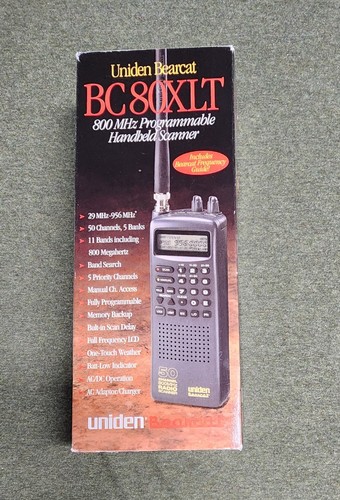 Uniden Bearcat
BC 80XLT
800 MHz Programmable
Handheld Scanner
Includes
Bearcat Frequency
Guide!
29 MHz-956 MHz*
50 Channels, 5 Banks
11 Bands including
800 Megahertz
Band Search
5 Priority Channels
Manual Ch. Access
Fully Programmable
Memory Backup
Built-in Scan Delay
Full Frequency LCD
One-Touch Weather
Batt-Low Indicator
AC/DC Operation
AC Adaptor/Charger
50
RADIO
uniden
Bearcat
uniden Bearcat